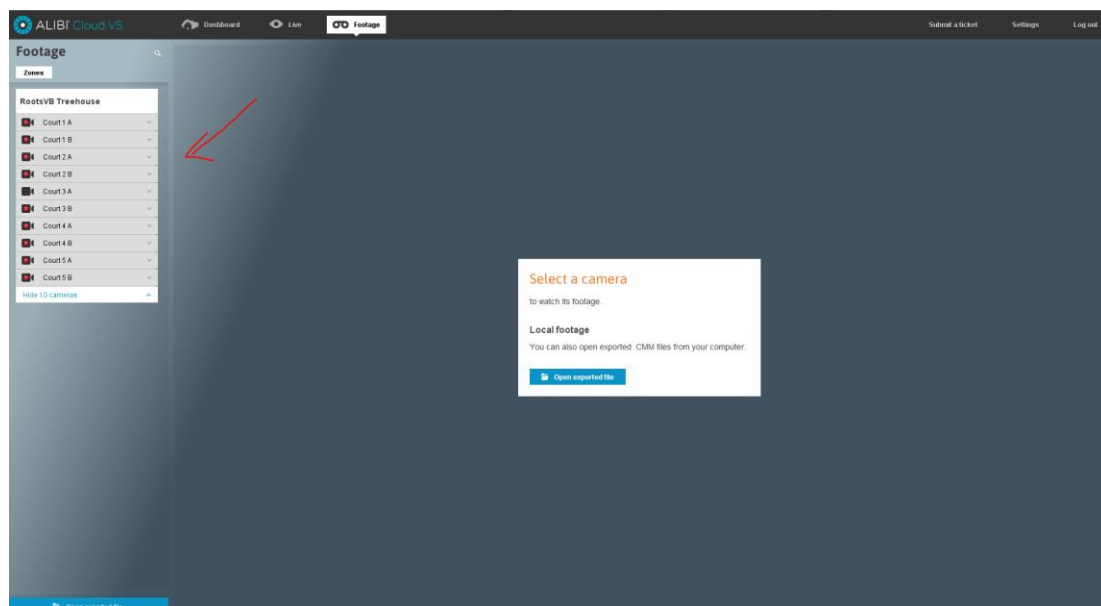 ALIBI Cloud VS
Dashboard
Live
Footage
Submit a ticket
Settings
Log out
Footage
Zones
RootsVB Treehouse
Court 1 A
Court 1 B
Court 2 A
Court 2 B
Court 3 A
Court 3 B
Court 4 A
Court 4 B
Court 5 A
Court 5 B
Hide 10 cameras
Select a camera
to watch its footage.
Local footage
You can also open exported .CMM files from your computer.
Open exported file
Open exported file